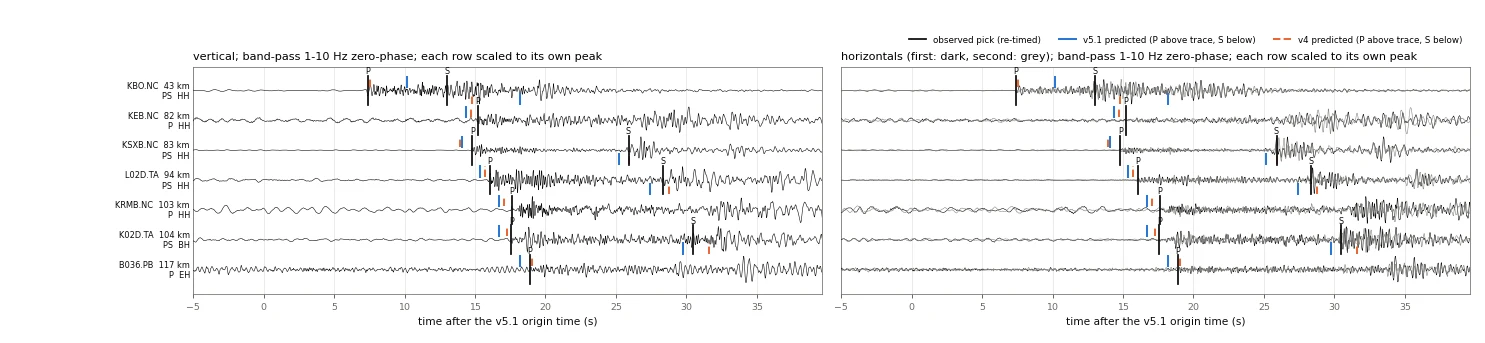 observed pick (re-timed) v5.1 predicted (P above trace, S below) v4 predicted (P above trace, S below)
vertical; band-pass 1-10 Hz zero-phase; each row scaled to its own peak
horizontals (first: dark, second: grey); band-pass 1-10 Hz zero-phase; each row scaled to its own peak
KBO.NC 43 km
PS HH
P S
P S
KEB.NC 82 km
P HH
P
P
KSXB.NC 83 km
PS HH
P S
P S
L02D.TA 94 km
PS HH
P S
P S
KRMB.NC 103 km
P HH
P
P
K02D.TA 104 km
PS BH
P S
P S
B036.PB 117 km
P EH
P
P
−5 0 5 10 15 20 25 30 35
−5 0 5 10 15 20 25 30 35
time after the v5.1 origin time (s)
time after the v5.1 origin time (s)